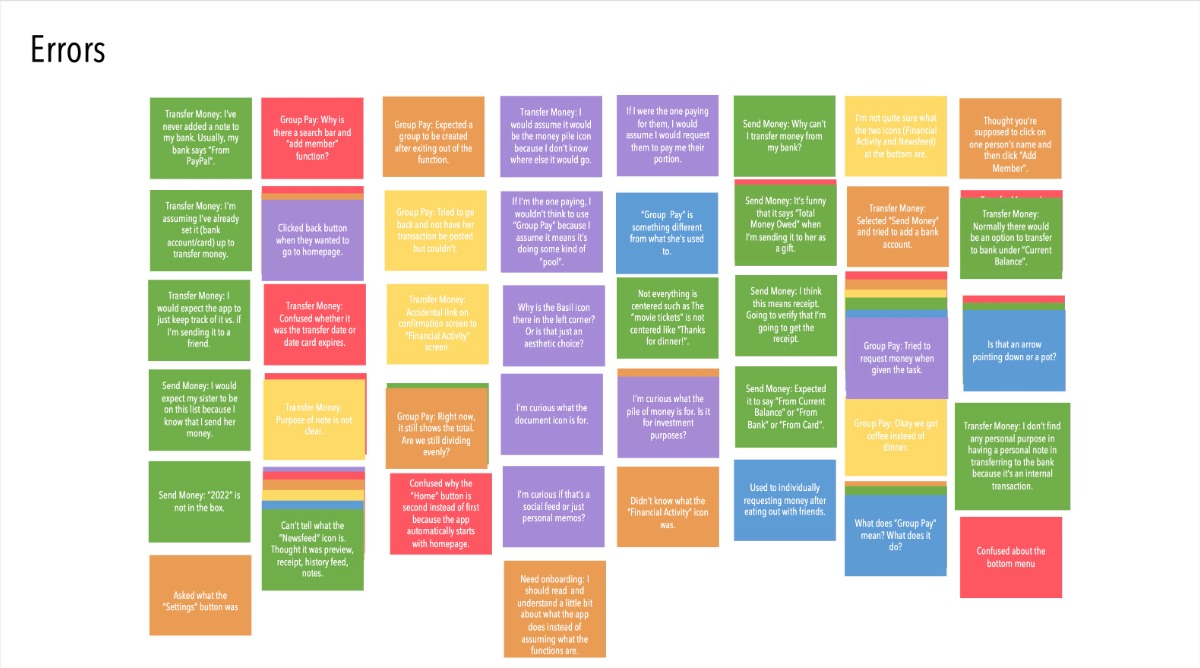 Errors
Transfer Money: I've
never added a note to
my bank. Usually, my
bank says "From
PayPal".
Transfer Money: I'm
assuming I've already
set it (bank
account/card) up to
transfer money.
Transfer Money: I
would expect the app to
just keep track of it vs. if
I'm sending it to a
friend.
Send Money: I would
expect my sister to be
on this list because I
know that I send her
money.
Send Money: "2022" is
not in the box.
Asked what the
"Settings" button was
Group Pay: Why is
there a search bar and
"add member"
function?
Clicked back button
when they wanted to
go to homepage.
Transfer Money:
Confused whether it
was the transfer date or
date card expires.
Transfer Money:
Purpose of note is not
clear.
Can't tell what the
"Newsfeed" icon is.
Thought it was preview,
receipt, history feed,
notes.
Group Pay: Expected a
group to be created
after exiting out of the
function.
Group Pay: Tried to go
back and not have her
transaction be posted
but couldn't.
Transfer Money:
Accidental link on
confirmation screen to
"Financial Activity"
screen.
Group Pay: Right now,
it still shows the total.
Are we still dividing
evenly?
Confused why the
"Home" button is
second instead of first
because the app
automatically starts
with homepage.
Transfer Money: I
would assume it would
be the money pile icon
because I don't know
where else it would go.
If I'm the one paying, I
wouldn't think to use
"Group Pay" because I
assume it means it's
doing some kind of
"pool".
Why is the Basil icon
there in the left corner?
Or is that just an
aesthetic choice?
I'm curious what the
document icon is for.
I'm curious if that's a
social feed or just
personal memos?
Need onboarding: I
should read and
understand a little bit
about what the app
does instead of
assuming what the
functions are.
If I were the one paying
for them, I would
assume I would request
them to pay me their
portion.
"Group Pay" is
something different
from what she's used
to.
Not everything is
centered such as The
"movie tickets" is not
centered like "Thanks
for dinner!".
I'm curious what the
pile of money is for. Is it
for investment
purposes?
Didn't know what the
"Financial Activity" icon
was.
Send Money: Why can't
I transfer money from
my bank?
Send Money: It's funny
that it says "Total
Money Owed" when
I'm sending it to her as
a gift.
Send Money: I think
this means receipt.
Going to verify that I'm
going to get the
receipt.
Send Money: Expected
it to say "From Current
Balance" or "From
Bank" or "From Card".
Used to individually
requesting money after
eating out with friends.
I'm not quite sure what
the two icons (Financial
Activity and Newsfeed)
at the bottom are.
Transfer Money:
Selected "Send Money"
and tried to add a bank
account.
Group Pay: Tried to
request money when
given the task.
Group Pay: Okay we got
coffee instead of
dinner.
What does "Group Pay"
mean? What does it
do?
Thought you're
supposed to click on
one person's name and
then click "Add
Member".
Transfer Money:
Normally there would
be an option to transfer
to bank under "Current
Balance".
Is that an arrow
pointing down or a pot?
Transfer Money: I don't find
any personal purpose in
having a personal note in
transferring to the bank
because it's an internal
transaction.
Confused about the
bottom menu